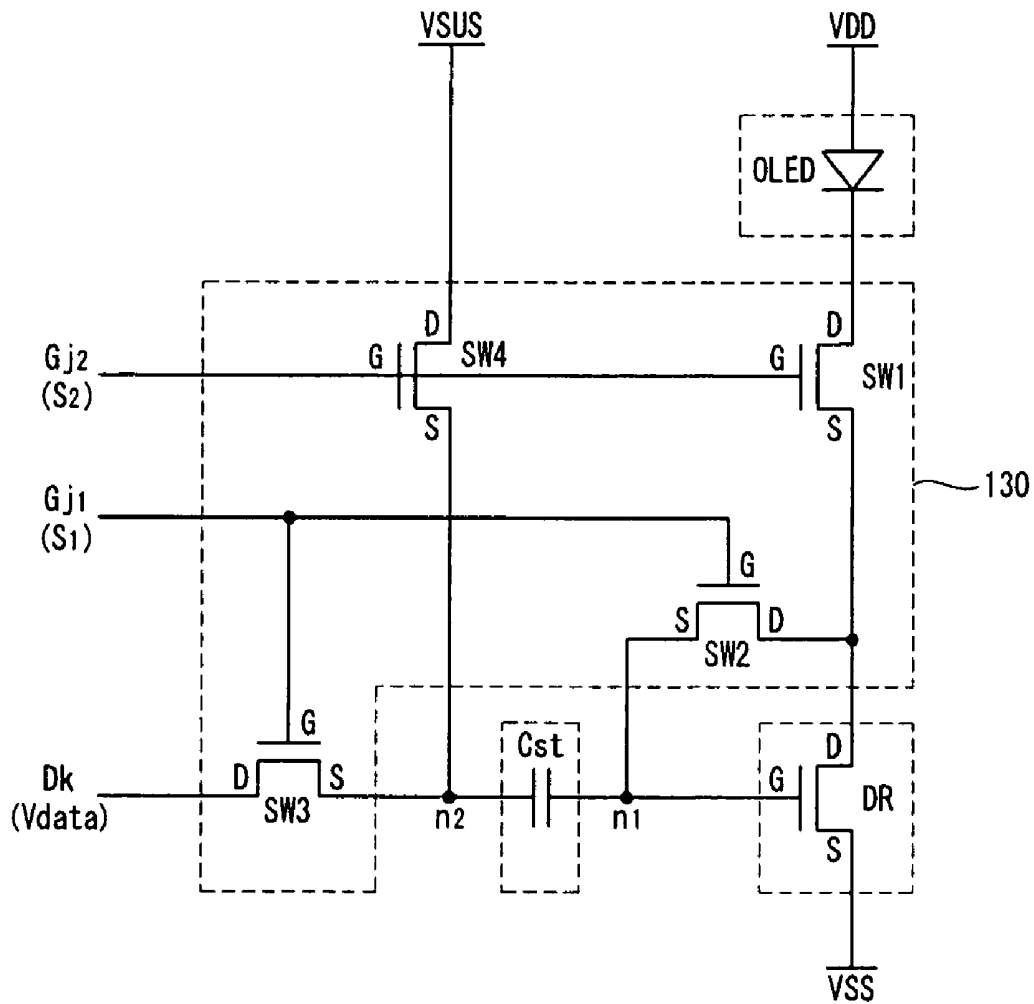 VSUS
VDD
OLED
D
D
Gj2
G
SW4
G
SW1
(S2)
S
S
Gj1
130
(S1)
G
S
D
SW2
G
Cst
D
Dk
D
S
G
DR
(Vdata)
SW3
n2
n1
S
VSS